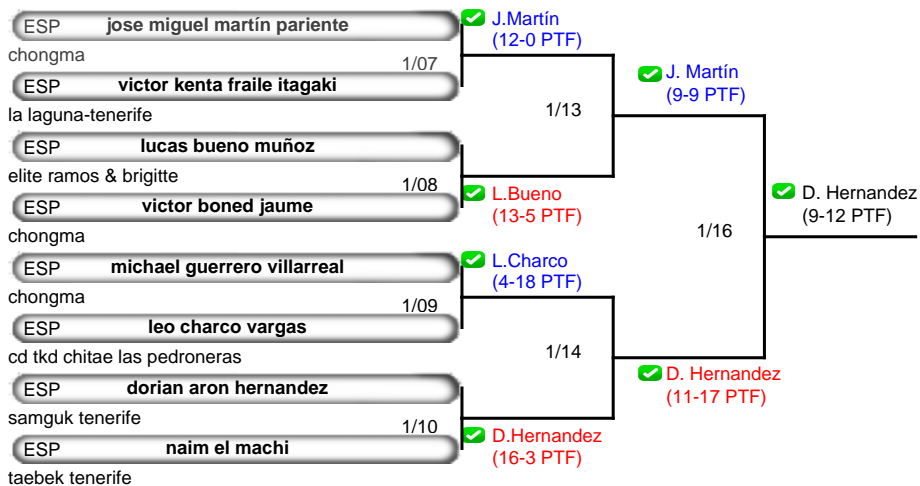 ESP jose miguel martín pariente
chongma
1/07
ESP victor kenta fraile itagaki
la laguna-tenerife
J.Martín
(12-0 PTF)
ESP lucas bueno muñoz
elite ramos & brigitte
1/08
ESP victor boned jaume
chongma
L.Bueno
(13-5 PTF)
1/13
J. Martín
(9-9 PTF)
ESP michael guerrero villarreal
chongma
1/09
ESP leo charco vargas
cd tkd chitae las pedroneras
L.Charco
(4-18 PTF)
ESP dorian aron hernandez
samguk tenerife
1/10
ESP naim el machi
taebek tenerife
D.Hernandez
(16-3 PTF)
1/14
D. Hernandez
(11-17 PTF)
1/16
D. Hernandez
(9-12 PTF)